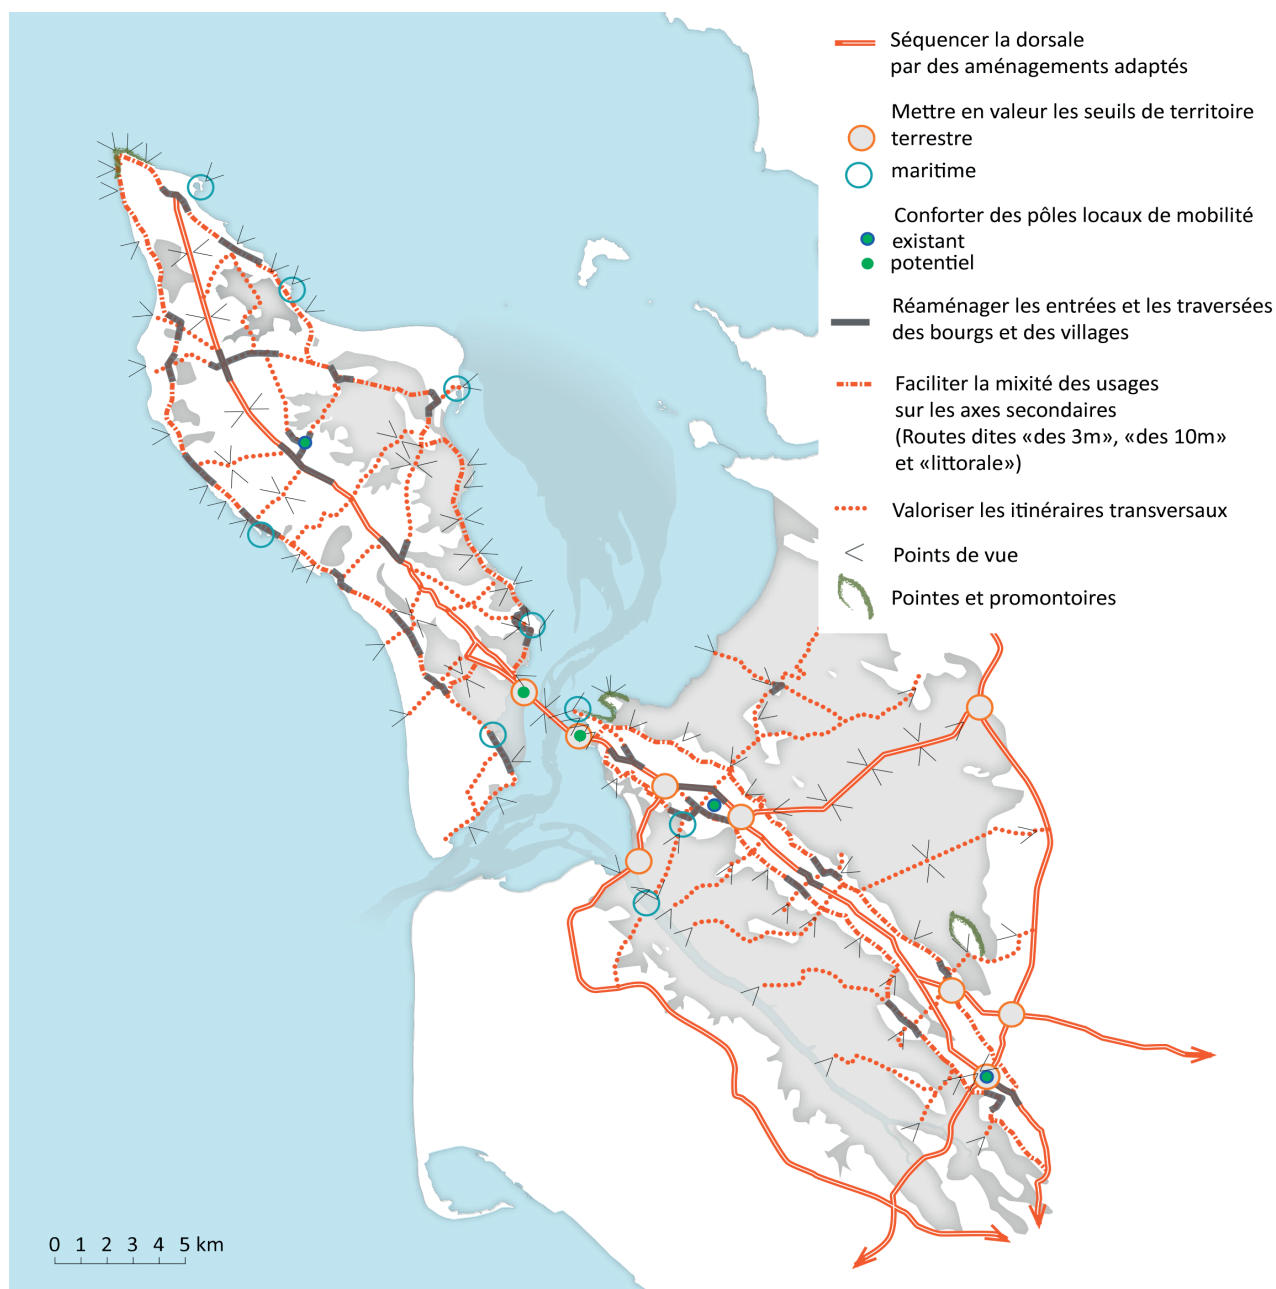 Séquencer la dorsale
par des aménagements adaptés
Mettre en valeur les seuils de territoire
terrestre
maritime
Conforter des pôles locaux de mobilité
existant
potentiel
Réaménager les entrées et les traversées
des bourgs et des villages
Faciliter la mixité des usages
sur les axes secondaires
(Routes dites «des 3m», «des 10m»
et «littorale»)
Valoriser les itinéraires transversaux
Points de vue
Pointes et promontoires
0 1 2 3 4 5 km